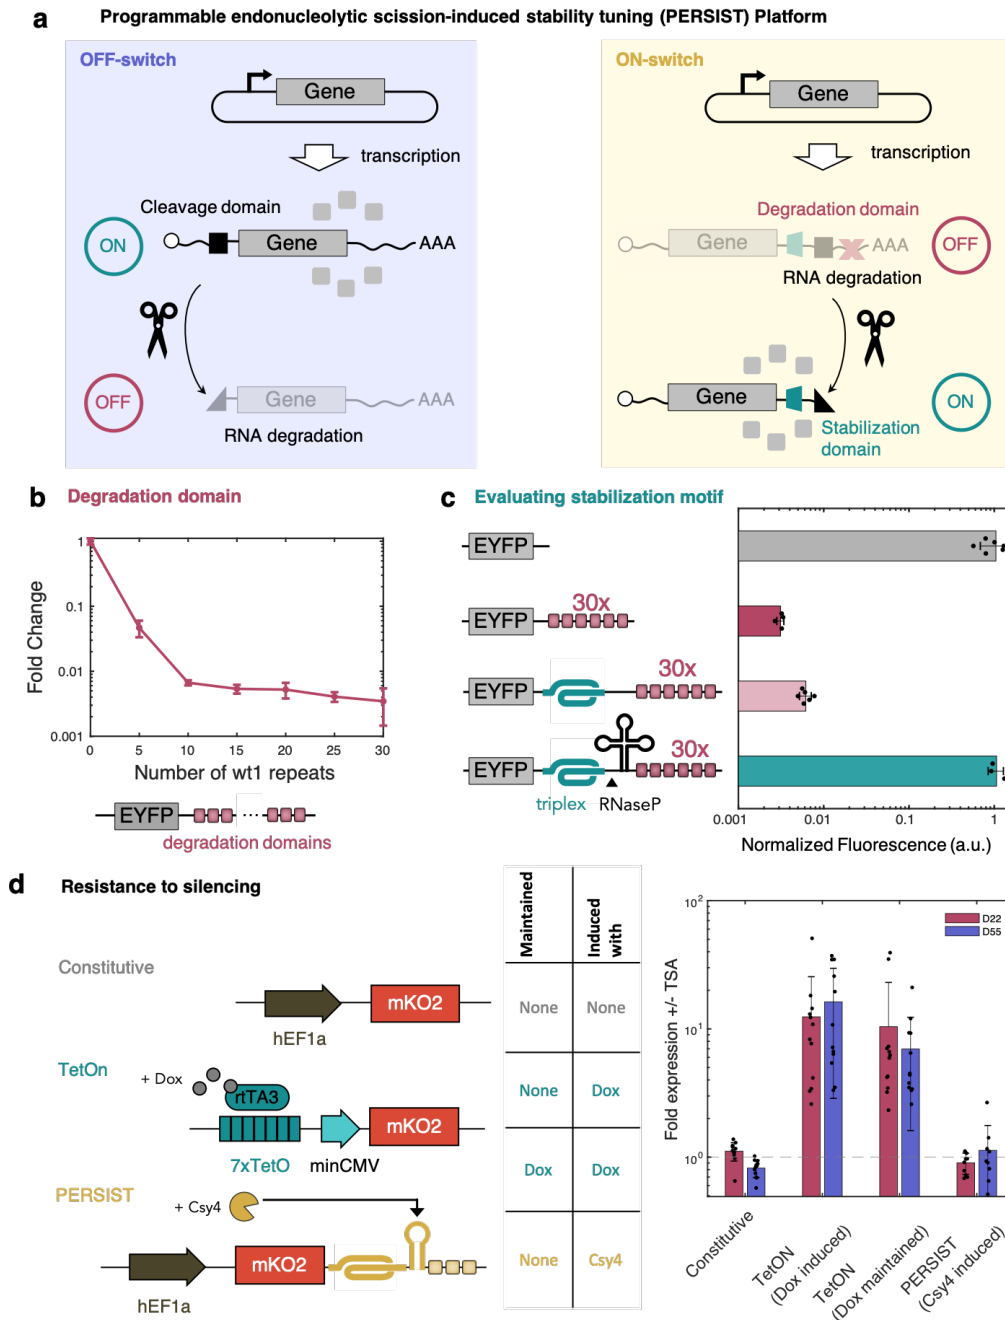 a Programmable endonucleolytic scission-induced stability tuning (PERSIST) Platform
OFF-switch
Gene
transcription
Cleavage domain
ON
Gene
AAA
OFF
Gene
AAA
RNA degradation
ON-switch
Gene
transcription
Degradation domain
Gene
AAA
OFF
RNA degradation
Gene
ON
Stabilization
domain
b Degradation domain
Fold Change
1
0.1
0.01
0.001
0 5 10 15 20 25 30
Number of wt1 repeats
EYFP
degradation domains
c Evaluating stabilization motif
EYFP
30x
EYFP
30x
EYFP
30x
EYFP
triplex
RNaseP
0.001 0.01 0.1 1
Normalized Fluorescence (a.u.)
d Resistance to silencing
Maintained
Induced
with
Constitutive
mKO2
hEF1a
None None
TetOn
+ Dox
rtTA3
mKO2
7xTetO
minCMV
None Dox
Dox Dox
PERSIST
+ Csy4
mKO2
hEF1a
None Csy4
Fold expression +/- TSA
10²
10¹
10⁰
D22
D55
Constitutive
TetON
(Dox induced)
TetON
(Dox maintained)
PERSIST
(Csy4 induced)